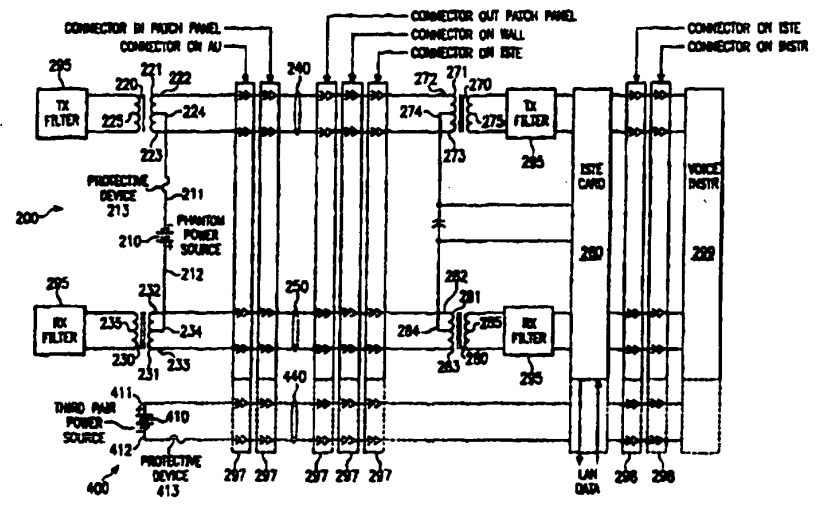 CONNECTOR IN PATCH PANEL
CONNECTOR ON AU
CONNECTOR OUT PATCH PANEL
CONNECTOR ON WALL
CONNECTOR ON ISTE
CONNECTOR ON ISTE
CONNECTOR ON INSTR
295
220
221
222
240
272
271
270
TX
FILTER
225
224
223
274
273
275
TX
FILTER
295
PROTECTIVE
DEVICE
213
211
200
210
PHANTOM
POWER
SOURCE
212
ISTE
CARD
260
VOICE
INSTR
299
295
RX
FILTER
235
230
232
234
231
233
250
282
281
284
285
283
280
RX
FILTER
295
411
440
THIRD PAIR
POWER
SOURCE
410
412
400
PROTECTIVE
DEVICE
413
297
297
297
297
297
LAN
DATA
298
298